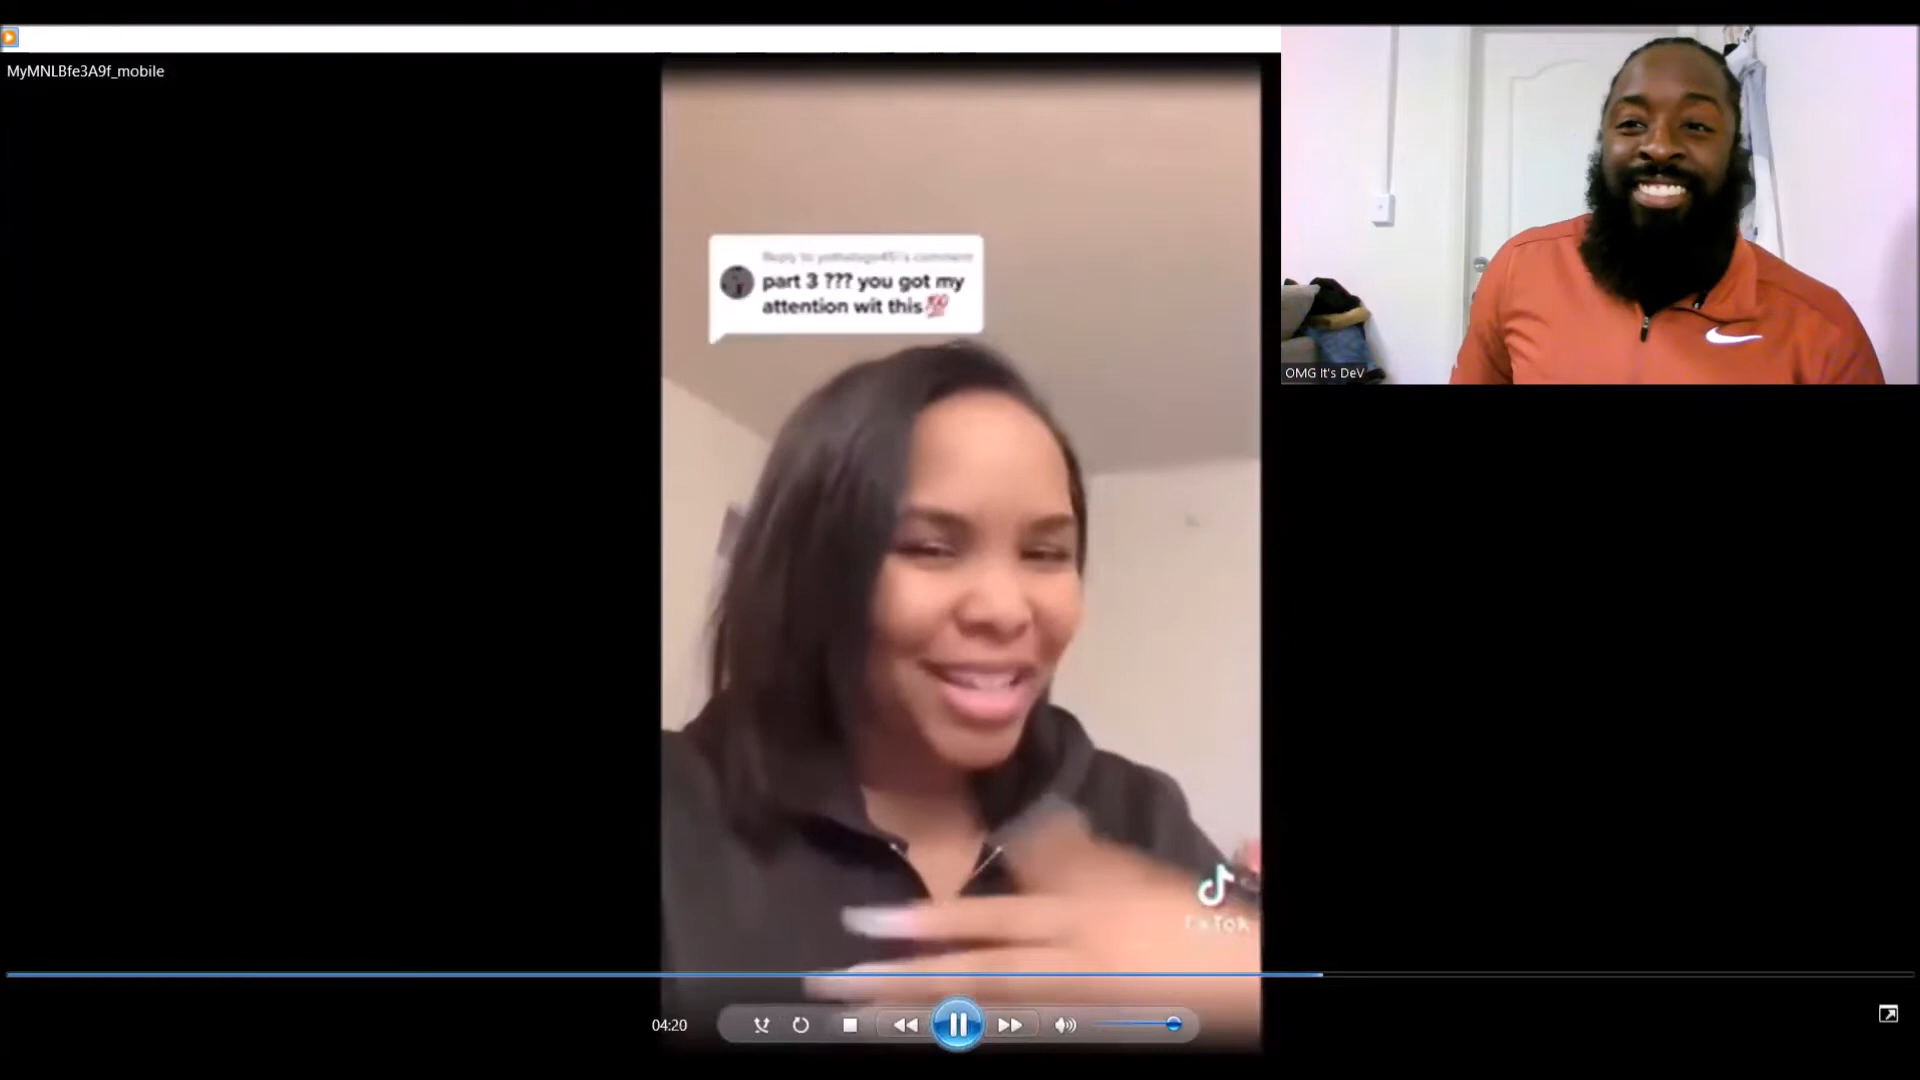 MyMNLBfe3A9f_mobile
part 3 ??? you got my
attention wit this💯
OMG It's DeV
TikTok
04:20